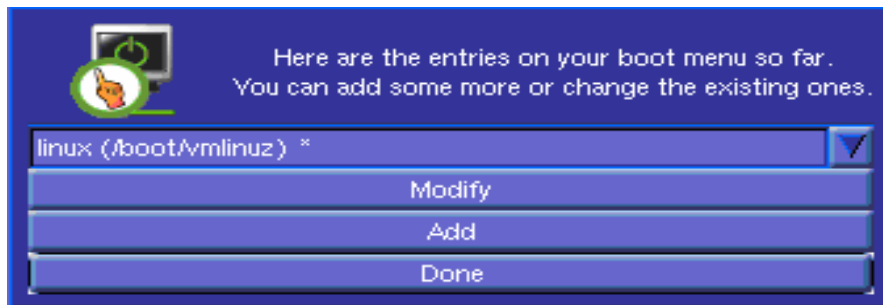 Here are the entries on your boot menu so far.
You can add some more or change the existing ones.
linux (/boot/vmlinuz) *
Modify
Add
Done